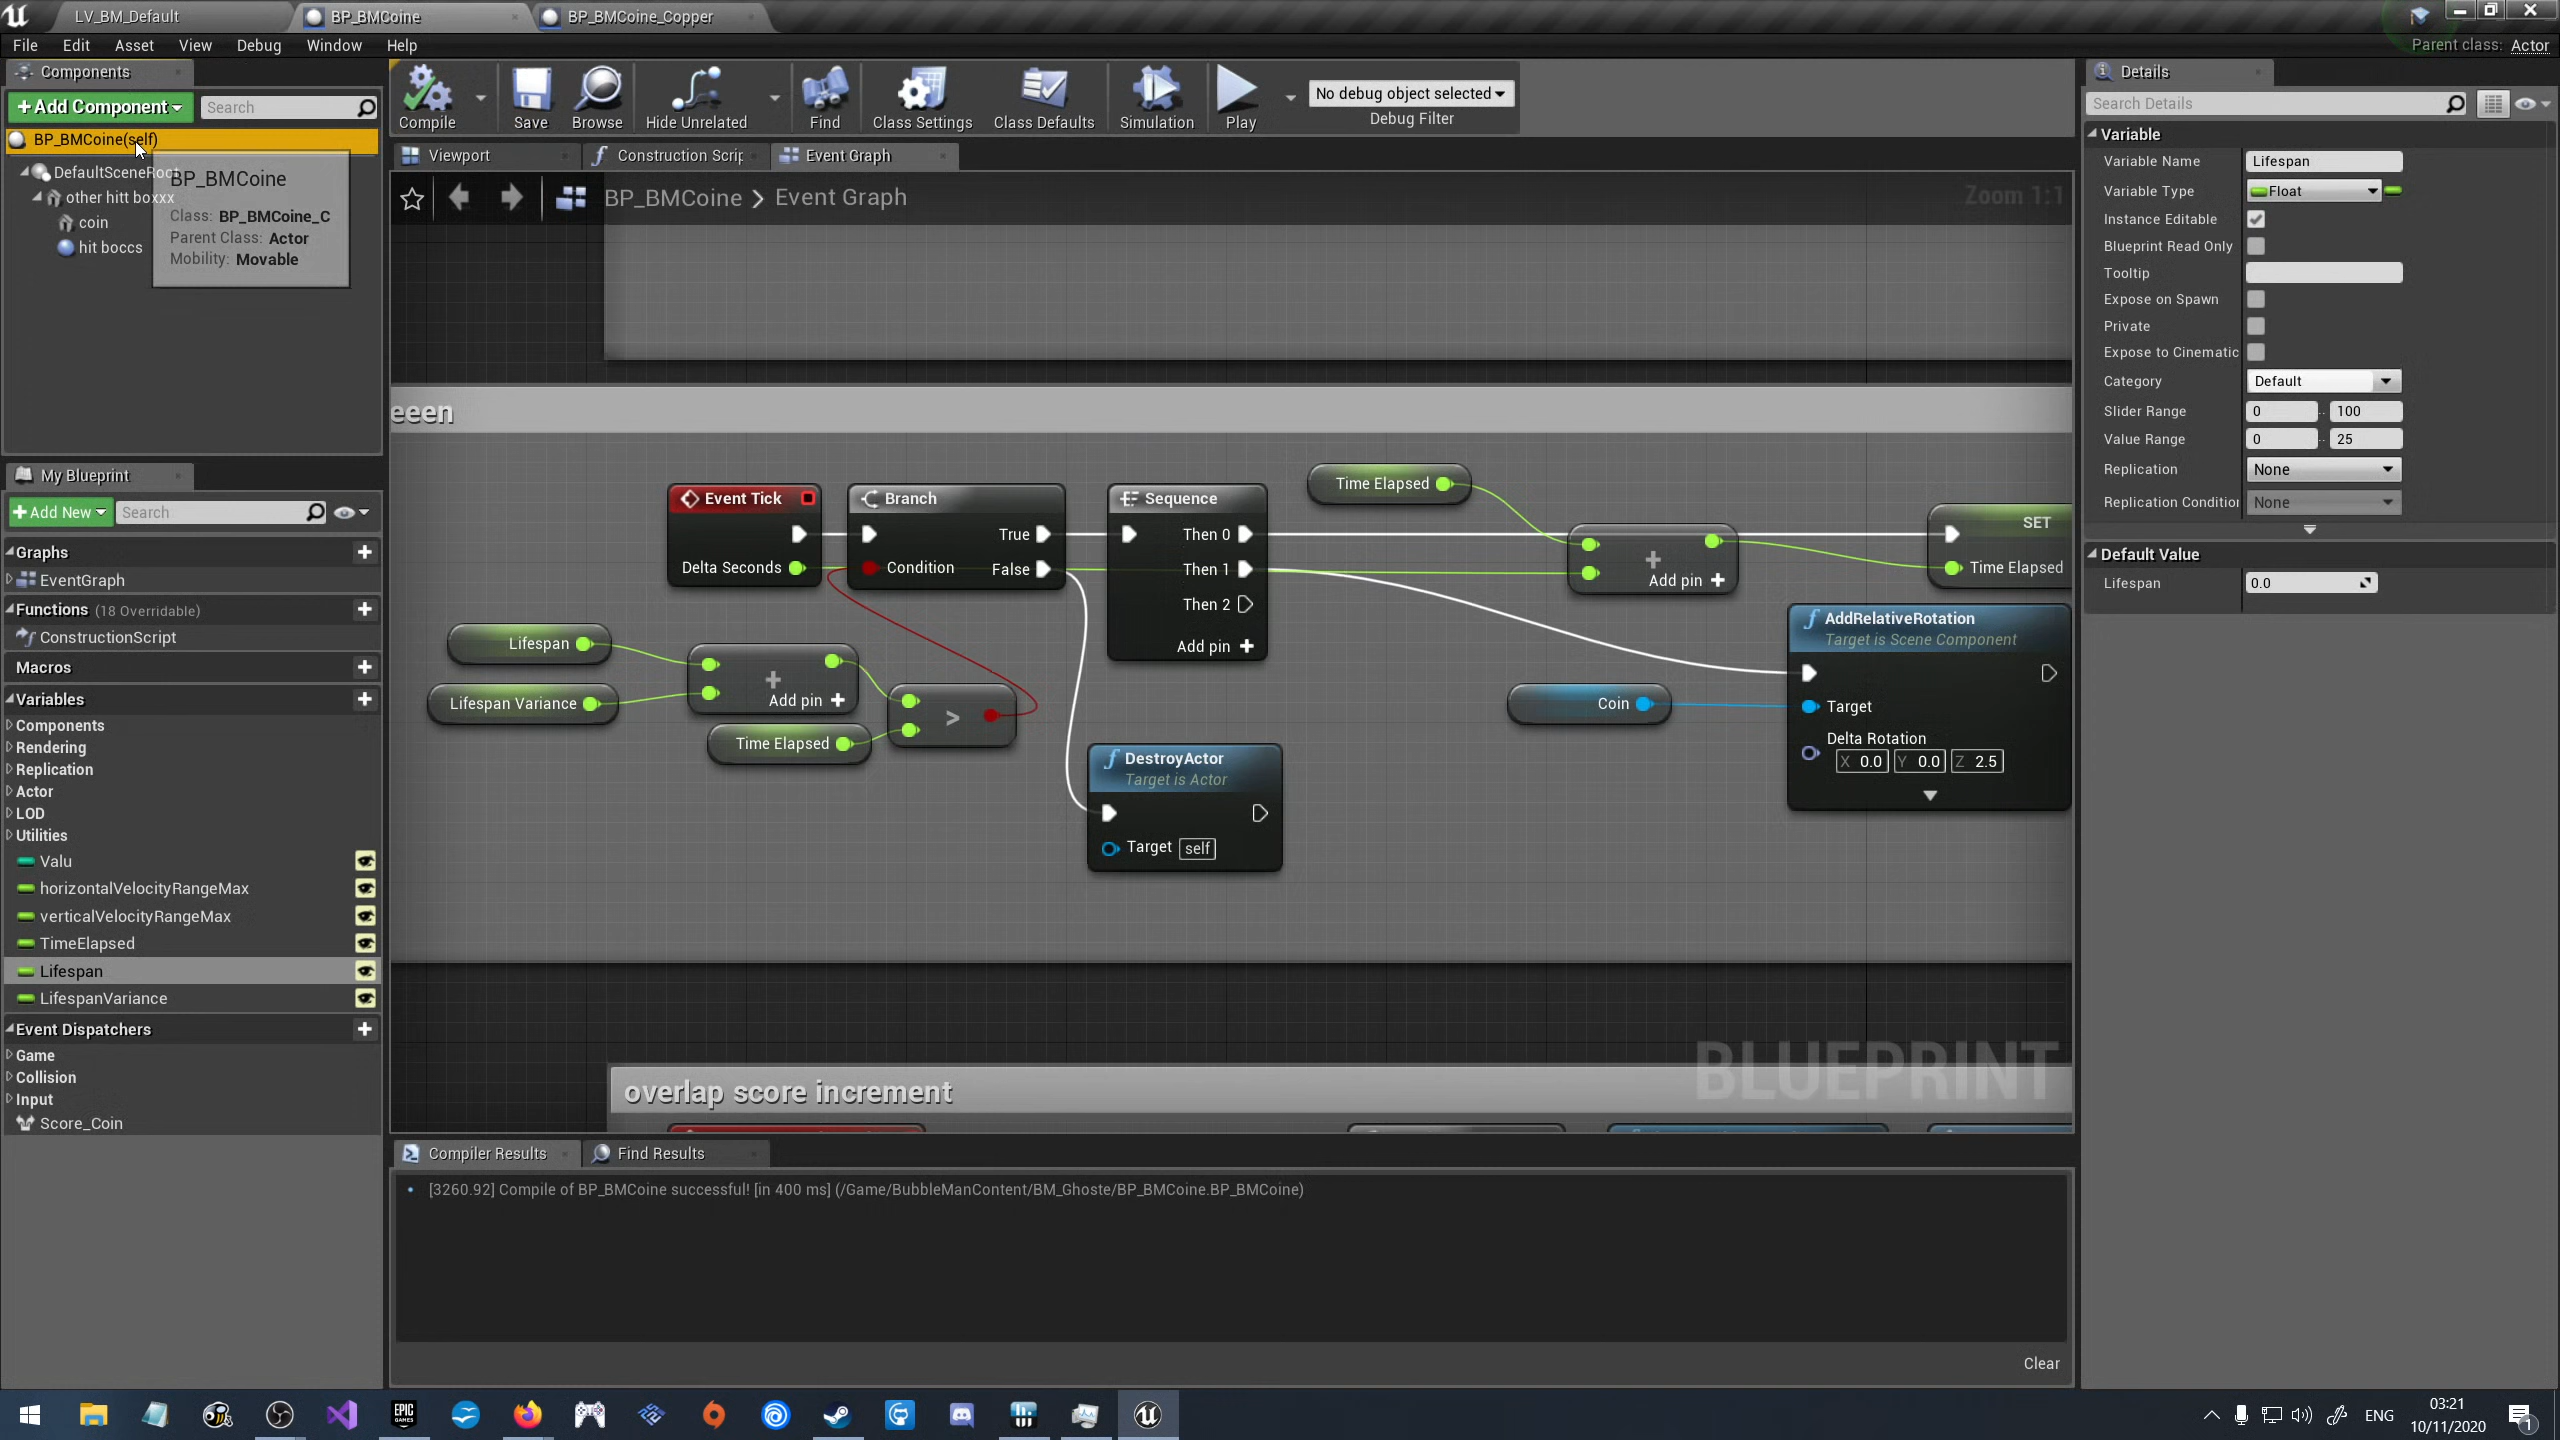 LV_BM_Default
BP_BMCoine
BP_BMCoine_Copper
File Edit Asset View Debug Window Help
Parent class: Actor
Components
+Add Component
Search
BP_BMCoine(self)
DefaultSceneRoot
other hitt boxxx
coin
hit boccs
BP_BMCoine
Class: BP_BMCoine_C
Parent Class: Actor
Mobility: Movable
Compile
Save
Browse
Hide Unrelated
Find
Class Settings
Class Defaults
Simulation
Play
No debug object selected
Debug Filter
Viewport
Construction Scrip
Event Graph
BP_BMCoine > Event Graph
Zoom 1:1
eeen
Event Tick
Delta Seconds
Branch
True
Condition
False
Sequence
Then 0
Then 1
Then 2
Add pin +
Time Elapsed
+
Add pin +
SET
Time Elapsed
Lifespan
Lifespan Variance
+
Add pin +
Time Elapsed
>
DestroyActor
Target is Actor
Target self
Coin
AddRelativeRotation
Target is Scene Component
Target
Delta Rotation
X 0.0 Y 0.0 Z 2.5
BLUEPRINT
overlap score increment
My Blueprint
+Add New
Search
Graphs
EventGraph
Functions (18 Overridable)
ConstructionScript
Macros
Variables
Components
Rendering
Replication
Actor
LOD
Utilities
Valu
horizontalVelocityRangeMax
verticalVelocityRangeMax
TimeElapsed
Lifespan
LifespanVariance
Event Dispatchers
Game
Collision
Input
Score_Coin
Compiler Results
Find Results
[3260.92] Compile of BP_BMCoine successful! [in 400 ms] (/Game/BubbleManContent/BM_Ghoste/BP_BMCoine.BP_BMCoine)
Clear
Details
Search Details
Variable
Variable Name Lifespan
Variable Type Float
Instance Editable
Blueprint Read Only
Tooltip
Expose on Spawn
Private
Expose to Cinematic
Category Default
Slider Range 0 .. 100
Value Range 0 .. 25
Replication None
Replication Condition None
Default Value
Lifespan 0.0
EPIC GAMES
ENG
03:21
10/11/2020
1